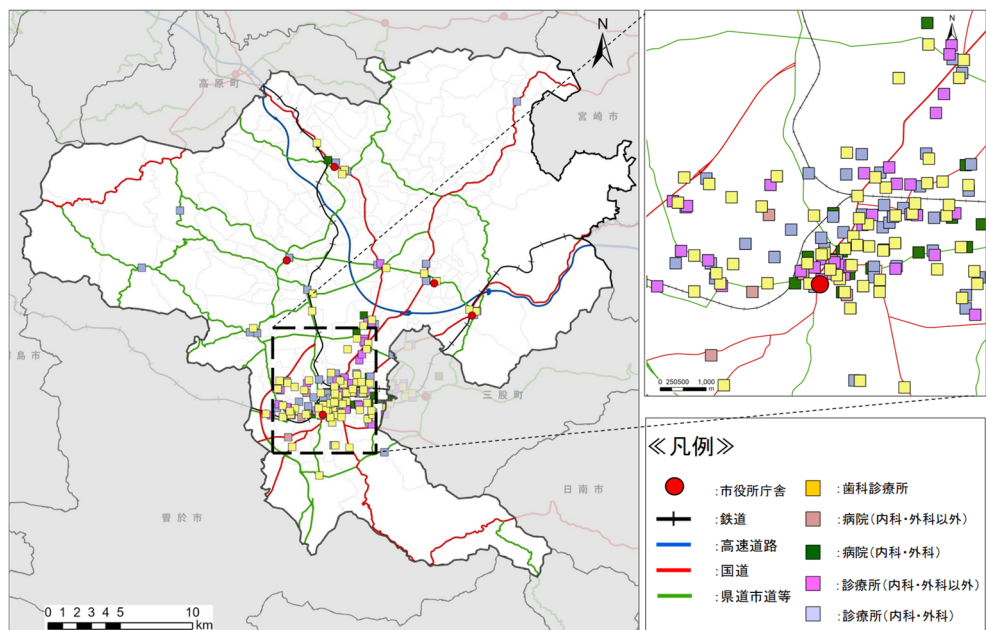 N
高原町
宮崎市
三股町
日南市
曽於市
島市
0 1 2 3 4 5 10
km
N
0 250500 1,000
m
≪凡例≫
:市役所庁舎
:鉄道
:高速道路
:国道
:県道市道等
:歯科診療所
:病院(内科・外科以外)
:病院(内科・外科)
:診療所(内科・外科以外)
:診療所(内科・外科)